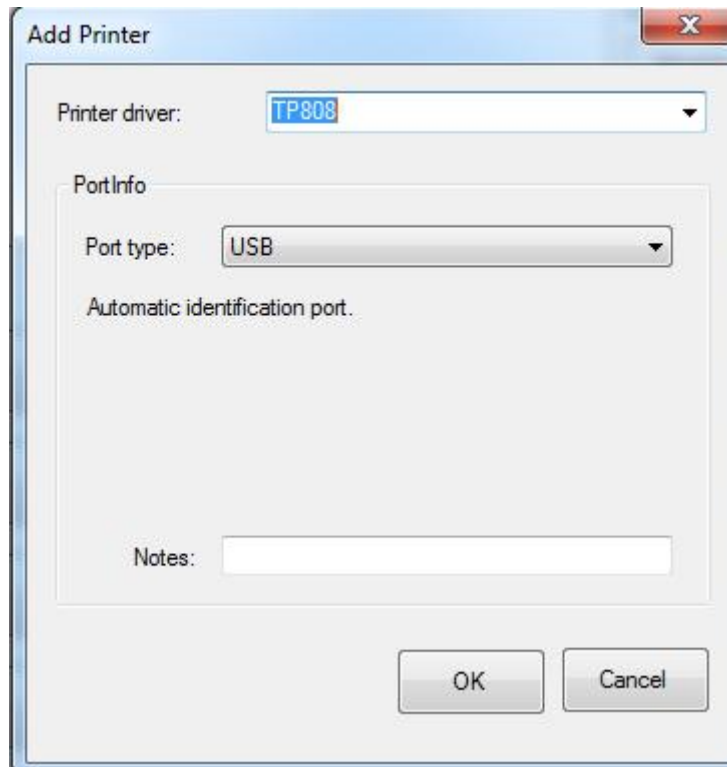 Add Printer
Printer driver: TP808
PortInfo
Port type: USB
Automatic identification port.
Notes:
OK Cancel